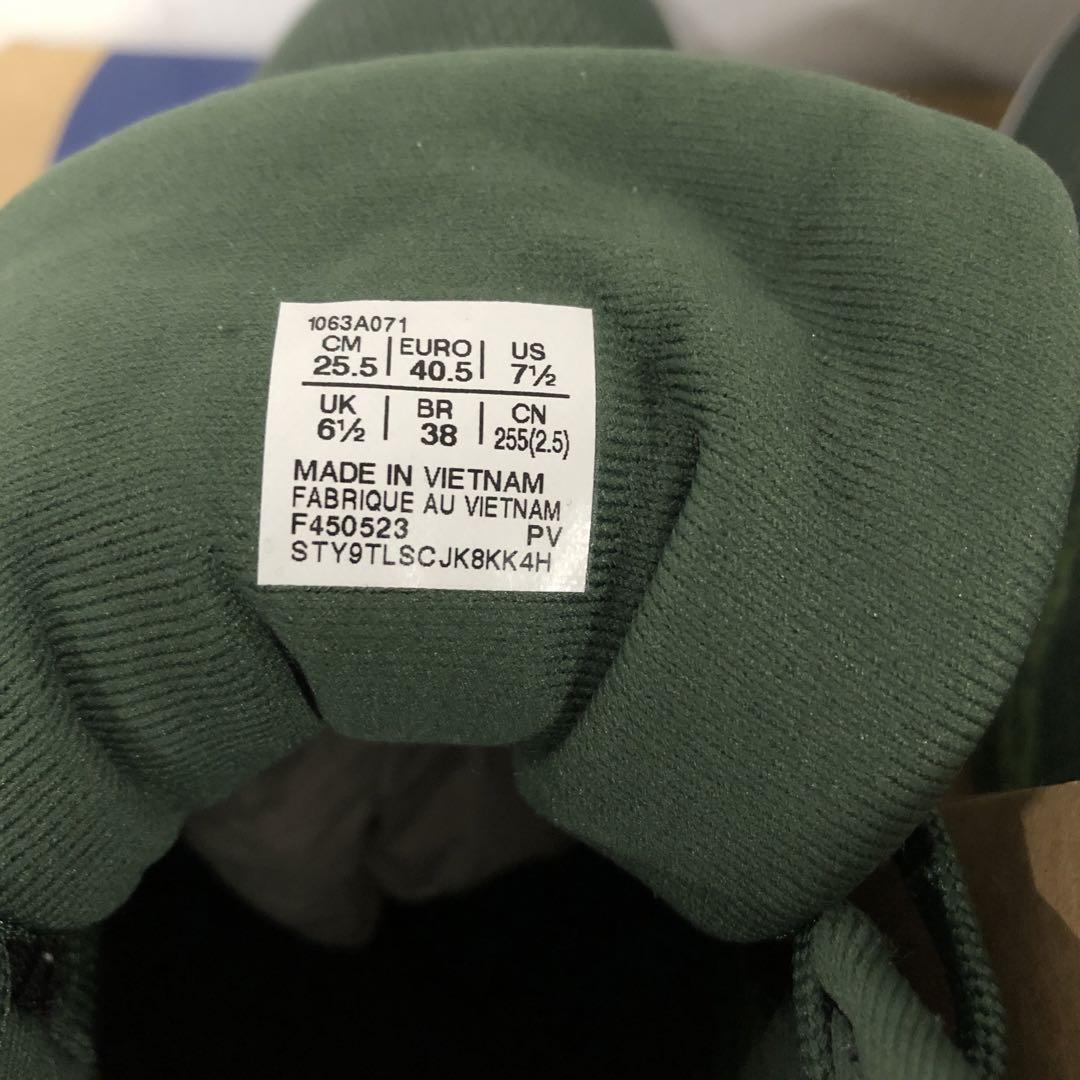 1063A071
CM | EURO | US
25.5 | 40.5 | 7½
UK | BR | CN
6½ | 38 | 255(2.5)
MADE IN VIETNAM
FABRIQUE AU VIETNAM
F450523 PV
STY9TLSCJK8KK4H